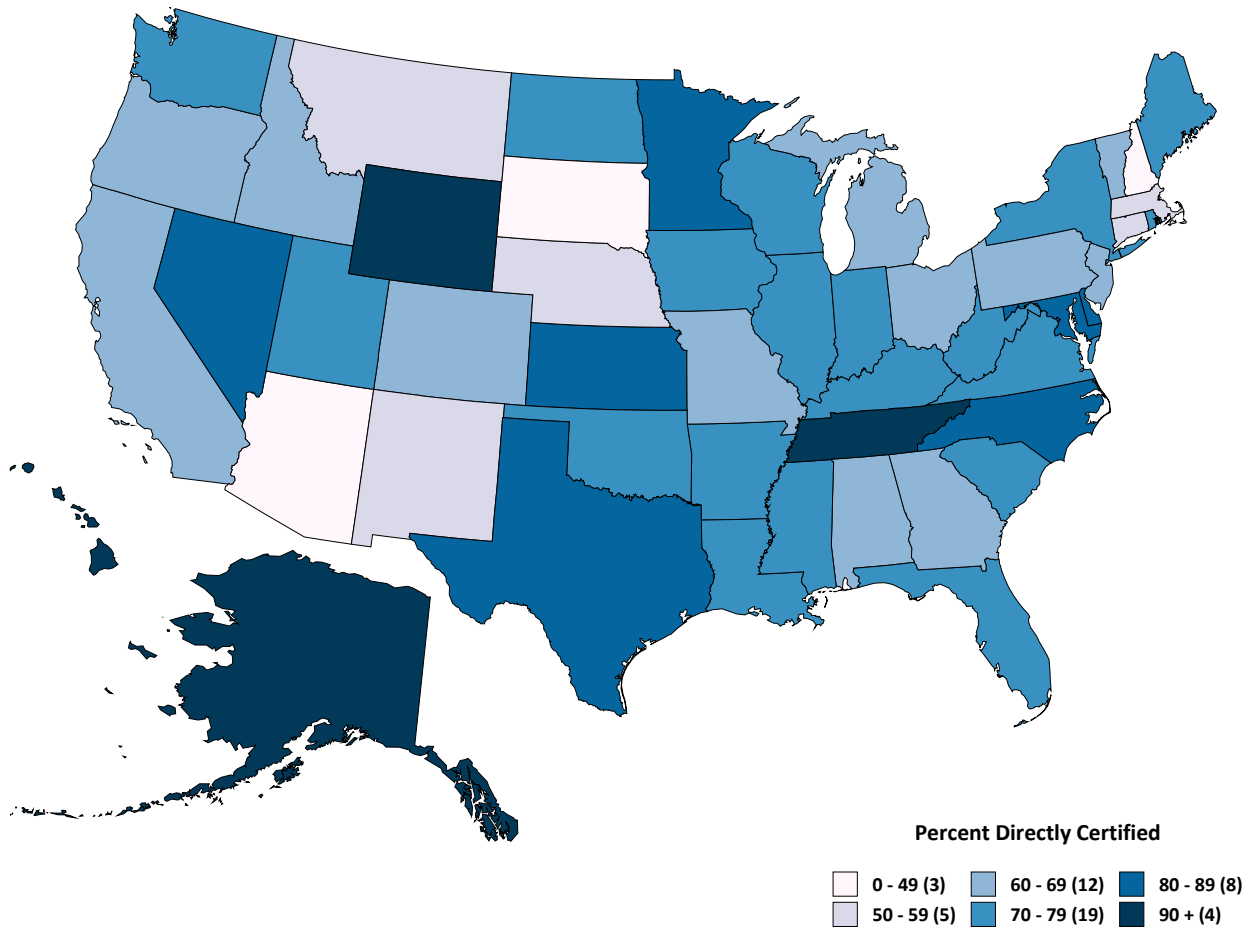 Percent Directly Certified
0 - 49 (3)
60 - 69 (12)
80 - 89 (8)
50 - 59 (5)
70 - 79 (19)
90 + (4)